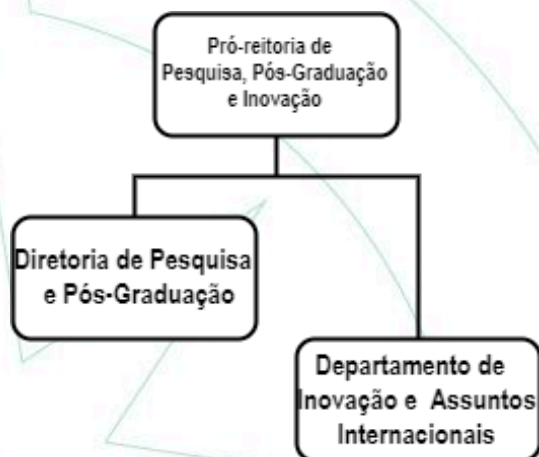 Pró-reitoria de
Pesquisa, Pós-Graduação
e Inovação
Diretoria de Pesquisa
e Pós-Graduação
Departamento de
Inovação e Assuntos
Internacionais